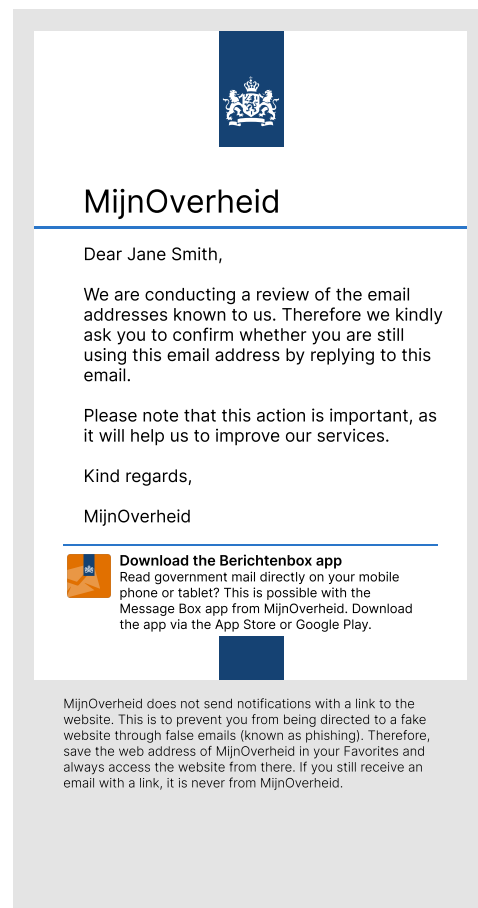 MijnOverheid
Dear Jane Smith,
We are conducting a review of the email
addresses known to us. Therefore we kindly
ask you to confirm whether you are still
using this email address by replying to this
email.
Please note that this action is important, as
it will help us to improve our services.
Kind regards,
MijnOverheid
Download the Berichtenbox app
Read government mail directly on your mobile
phone or tablet? This is possible with the
Message Box app from MijnOverheid. Download
the app via the App Store or Google Play.
MijnOverheid does not send notifications with a link to the
website. This is to prevent you from being directed to a fake
website through false emails (known as phishing). Therefore,
save the web address of MijnOverheid in your Favorites and
always access the website from there. If you still receive an
email with a link, it is never from MijnOverheid.